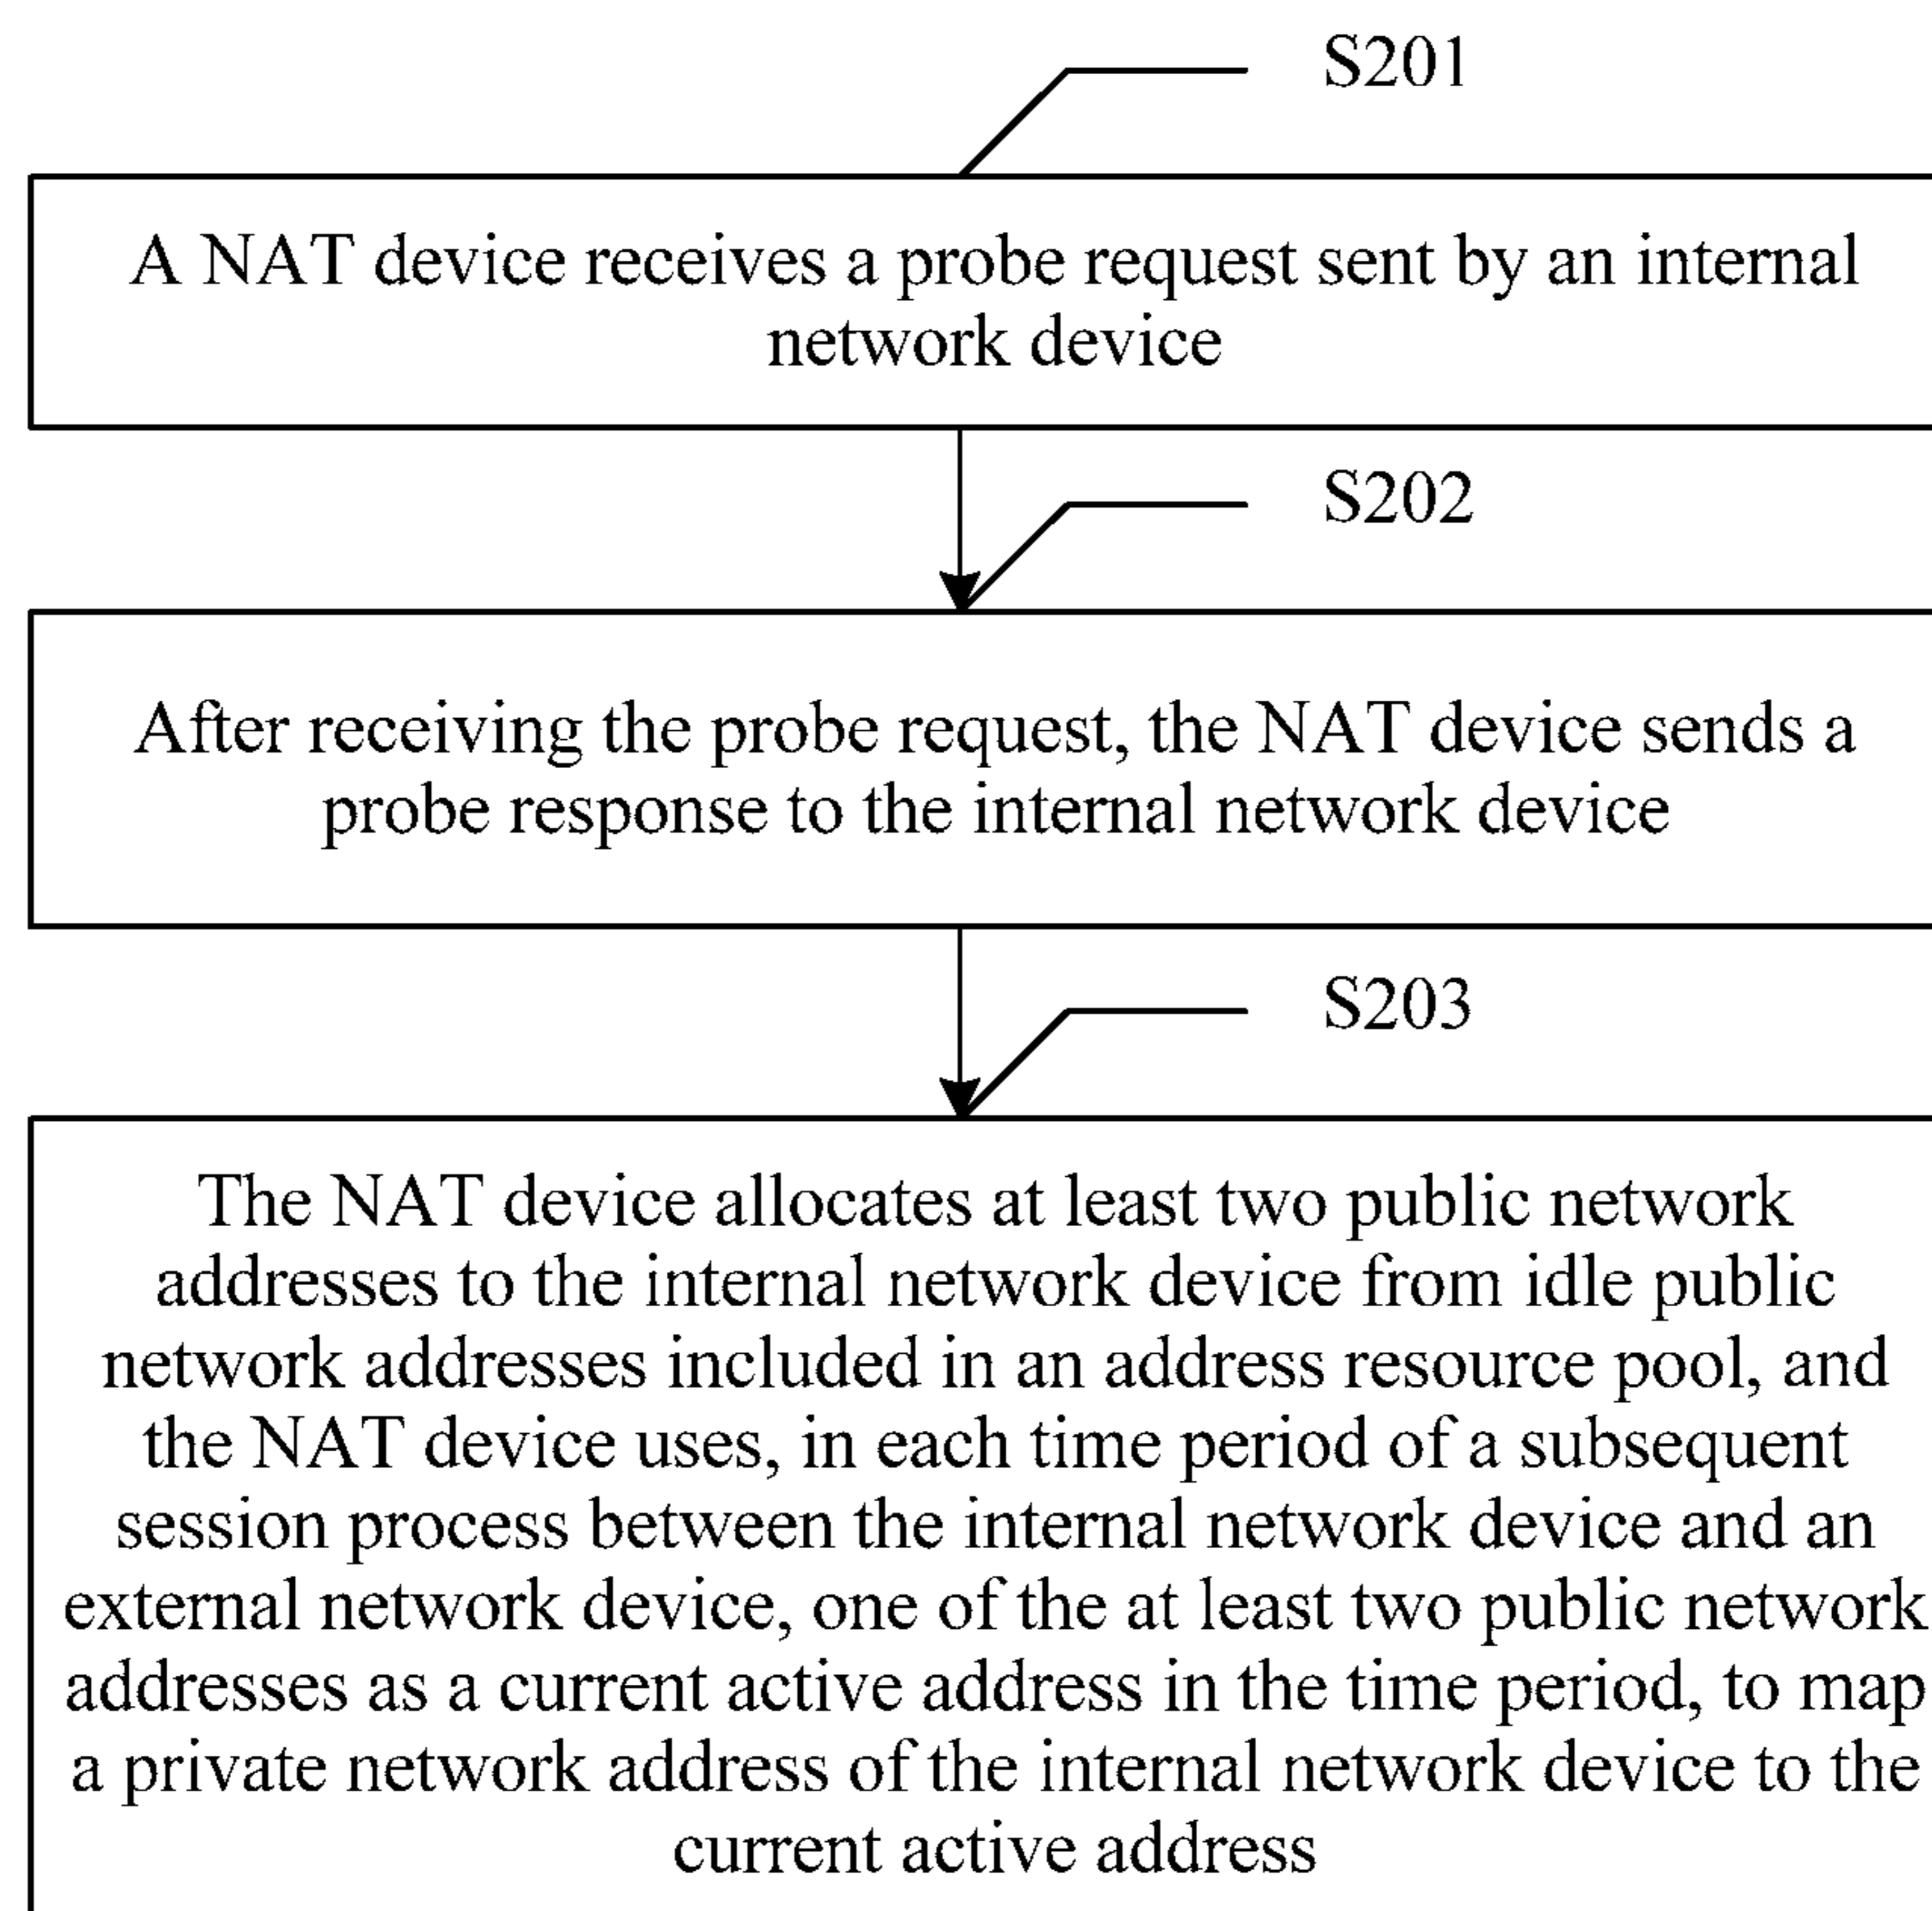 S201
A NAT device receives a probe request sent by an internal
network device
S202
After receiving the probe request, the NAT device sends a
probe response to the internal network device
S203
The NAT device allocates at least two public network
addresses to the internal network device from idle public
network addresses included in an address resource pool, and
the NAT device uses, in each time period of a subsequent
session process between the internal network device and an
external network device, one of the at least two public network
addresses as a current active address in the time period, to map
a private network address of the internal network device to the
current active address